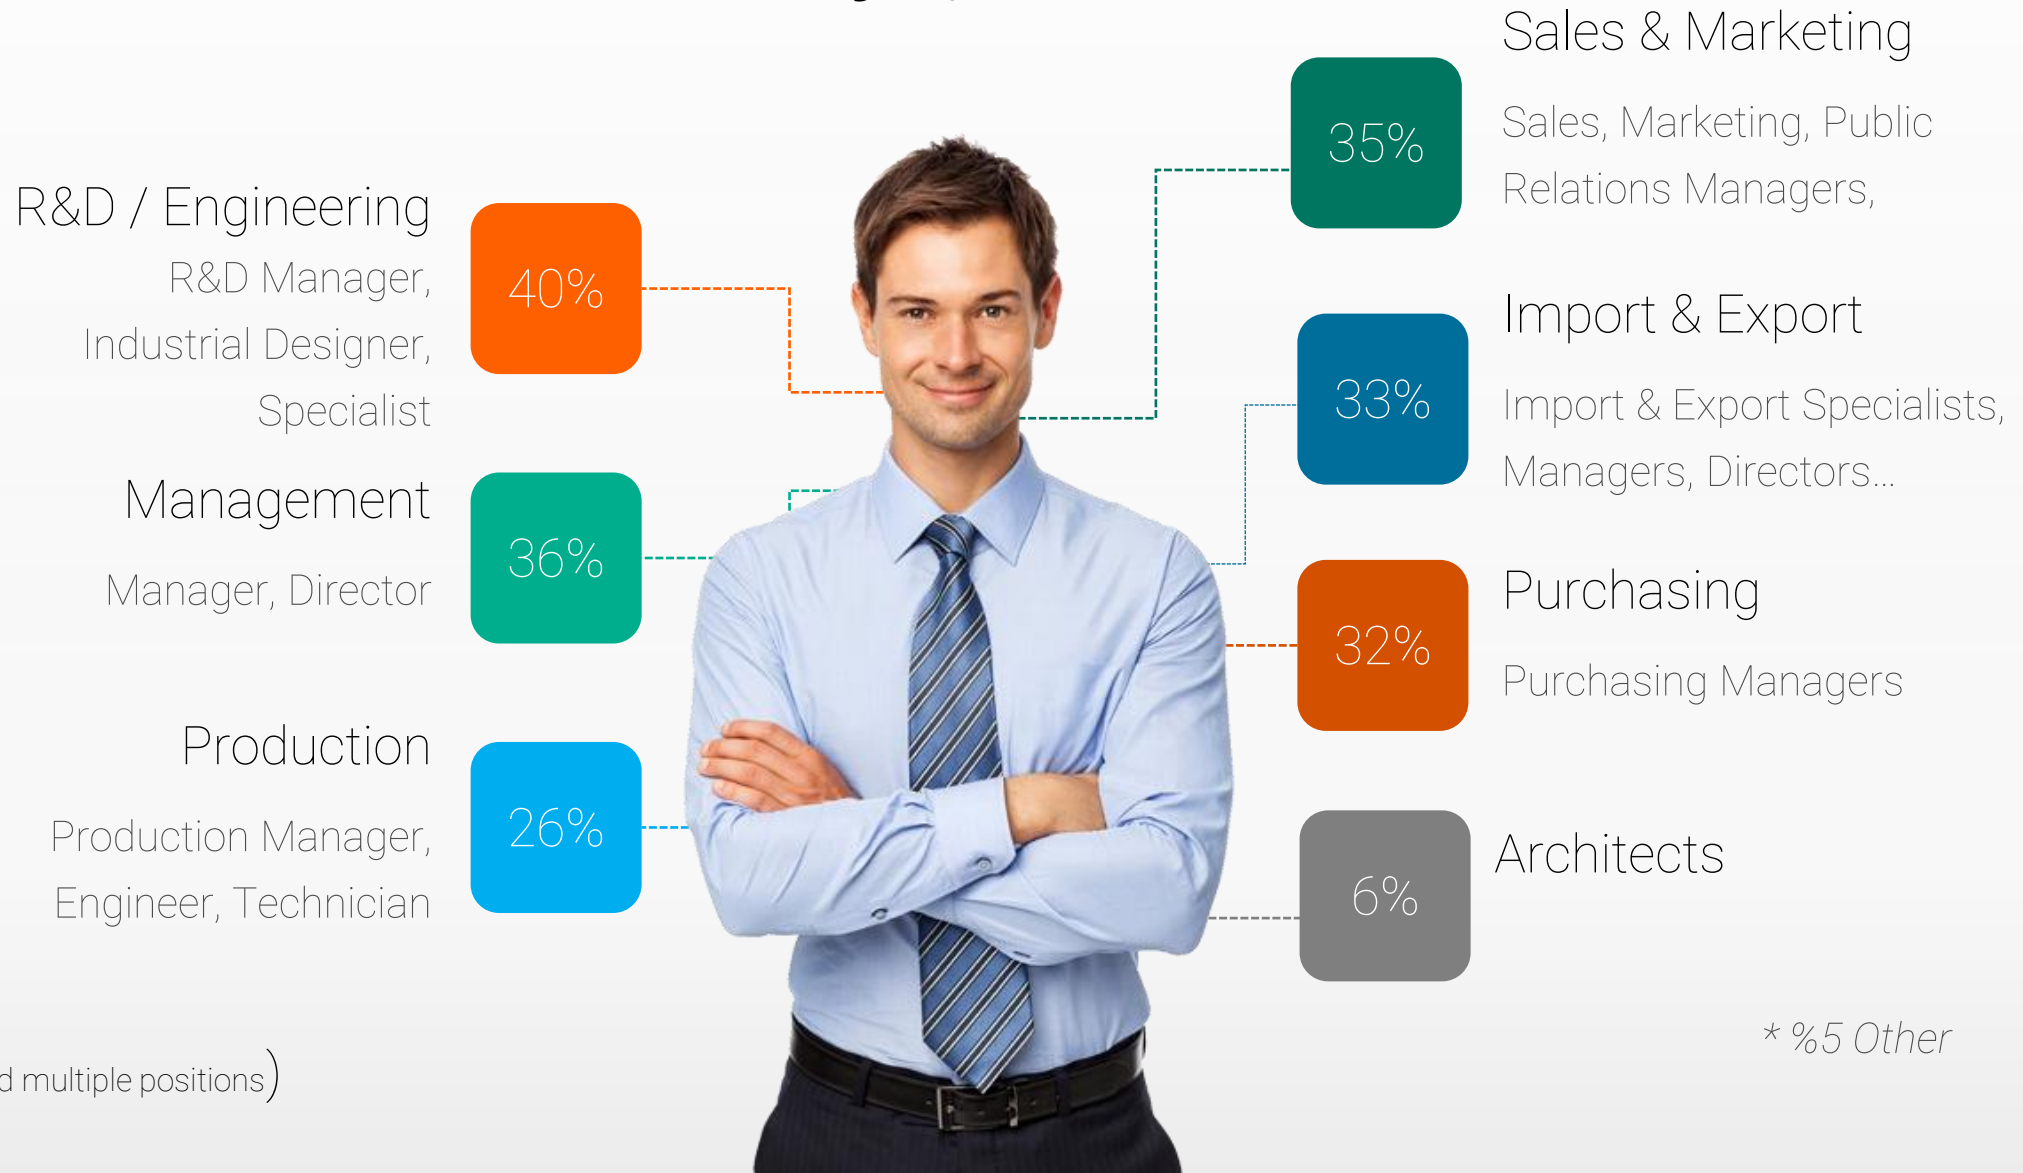 R&D / Engineering
R&D Manager,
Industrial Designer,
Specialist
40%
Management
Manager, Director
36%
Production
Production Manager,
Engineer, Technician
26%
Sales & Marketing
Sales, Marketing, Public
Relations Managers,
35%
Import & Export
Import & Export Specialists,
Managers, Directors...
33%
Purchasing
Purchasing Managers
32%
Architects
6%
* %5 Other
multiple positions)